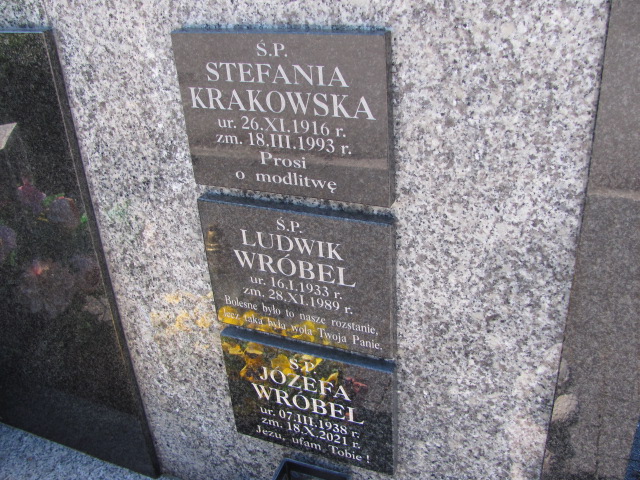 Ś.P.
STEFANIA
KRAKOWSKA
ur. 26.XI.1916 r.
zm. 18.III.1993 r.
Prosi
o modlitwę
Ś.P.
LUDWIK
WRÓBEL
ur. 16.I.1933 r.
zm. 28.XI.1989 r.
Bolesne było to nasze rozstanie,
lecz taka była wola Twoja Panie.
Ś.P.
JÓZEFA
WRÓBEL
ur. 07.III.1938 r.
zm. 18.X.2021 r.
Jezu, ufam Tobie !